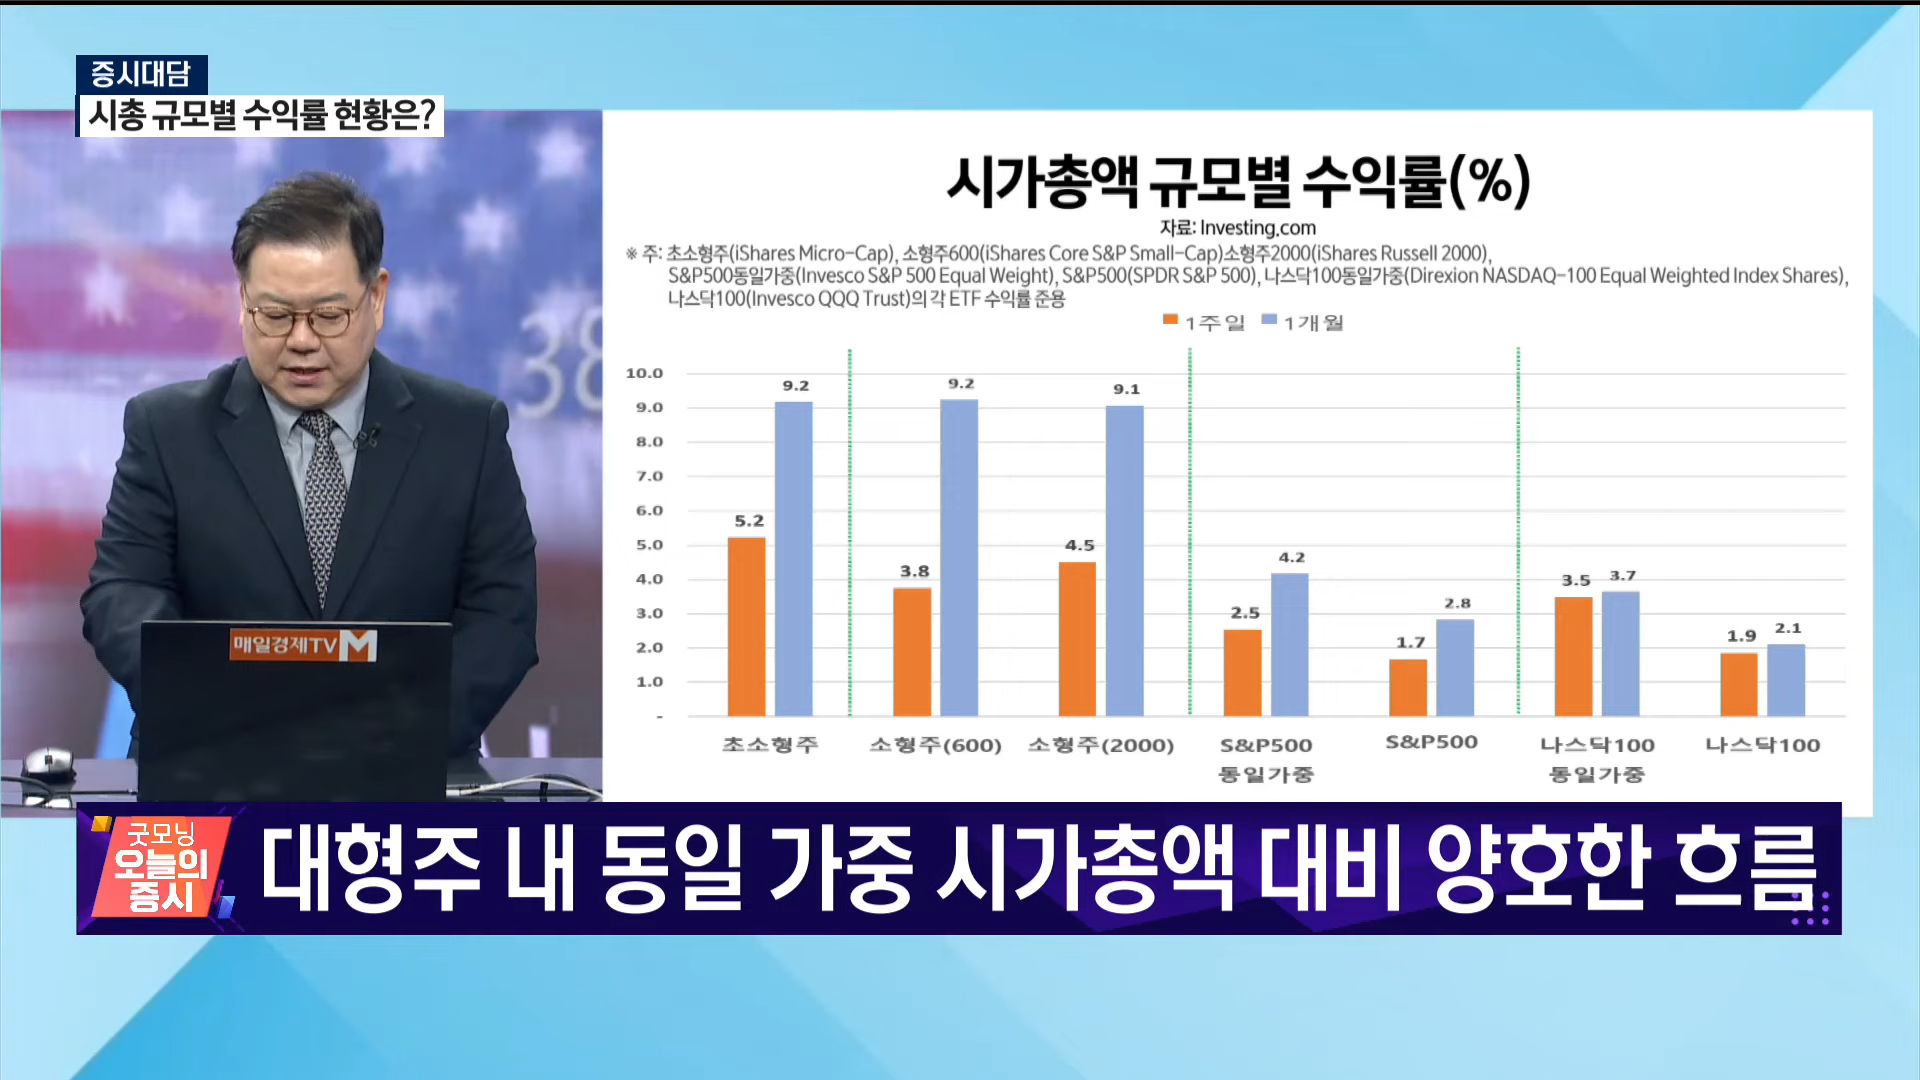 증시대담
시총 규모별 수익률 현황은?
38
시가총액 규모별 수익률(%)
자료: Investing.com
※ 주: 초소형주(iShares Micro-Cap), 소형주600(iShares Core S&P Small-Cap)소형주2000(iShares Russell 2000),
S&P500동일가중(Invesco S&P 500 Equal Weight), S&P500(SPDR S&P 500), 나스닥100동일가중(Direxion NASDAQ-100 Equal Weighted Index Shares),
나스닥100(Invesco QQQ Trust)의 각 ETF 수익률 준용
1주일 1개월
10.0
9.0
8.0
7.0
6.0
5.0
4.0
3.0
2.0
1.0
-
5.2 9.2
3.8 9.2
4.5 9.1
2.5 4.2
1.7 2.8
3.5 3.7
1.9 2.1
초소형주
소형주(600)
소형주(2000)
S&P500
동일가중
S&P500
나스닥100
동일가중
나스닥100
매일경제TV M
굿모닝
오늘의
증시
대형주 내 동일 가중 시가총액 대비 양호한 흐름